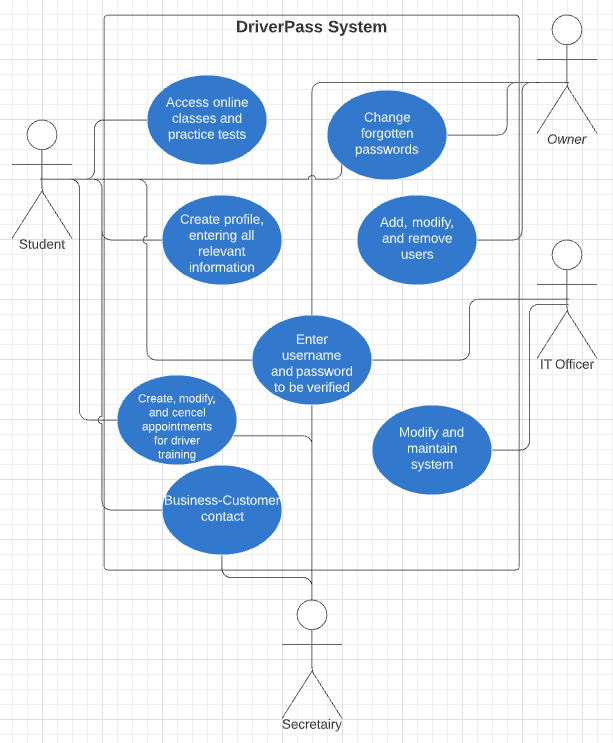 DriverPass System
Access online
classes and
practice tests
Change
forgotten
passwords
Owner
Student
Create profile,
entering all
relevant
information
Add, modify,
and remove
users
Enter
username
and password
to be verified
IT Officer
Create, modify,
and cencel
appointments
for driver
training
Modify and
maintain
system
Business-Customer
contact
Secretairy